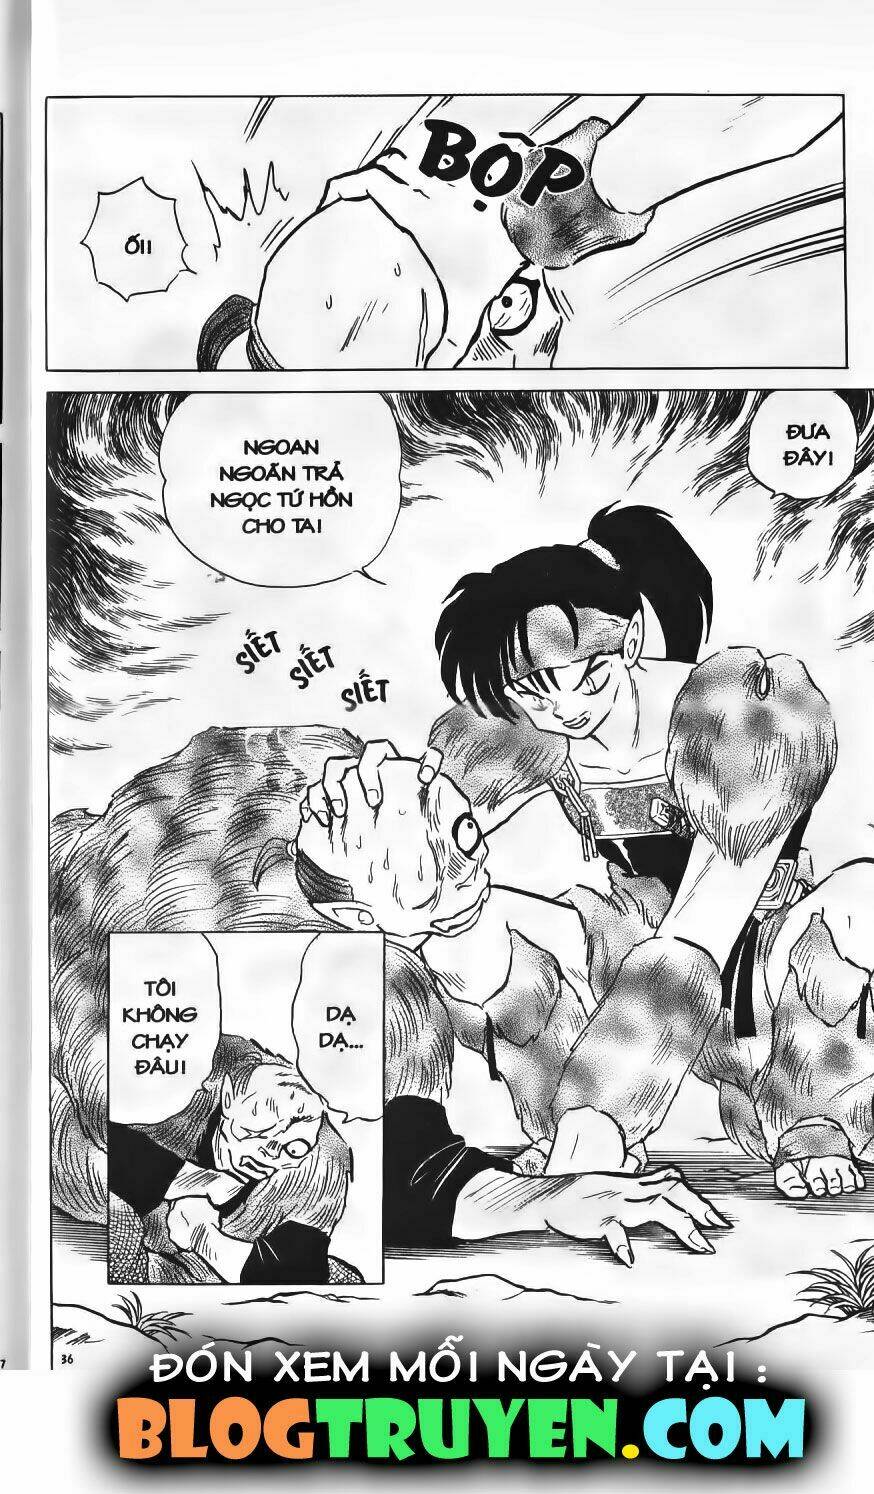 BỘP
ỐI!
NGOAN
NGOÃN TRẢ
NGỌC TỨ HỒN
CHO TA!
ĐƯA
ĐÂY!
SIẾT
SIẾT
SIẾT
TÔI
KHÔNG
CHẠY
ĐÂU!
DẠ
DẠ...
7
36
ĐÓN XEM MỖI NGÀY TẠI :
BLOGTRUYEN.COM